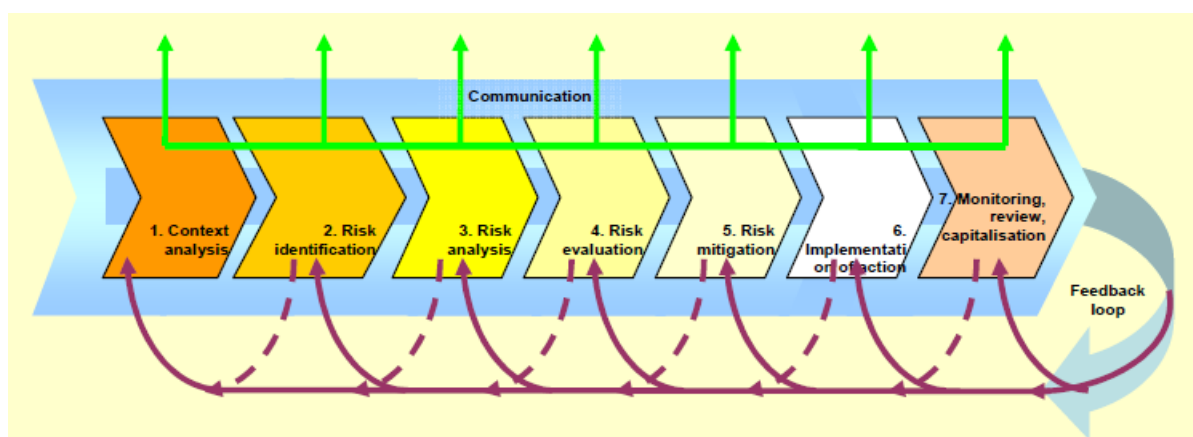 Communication
1. Context
analysis
2. Risk
identification
3. Risk
analysis
4. Risk
evaluation
5. Risk
mitigation
6.
Implementati
on of action
7. Monitoring,
review,
capitalisation
Feedback
loop